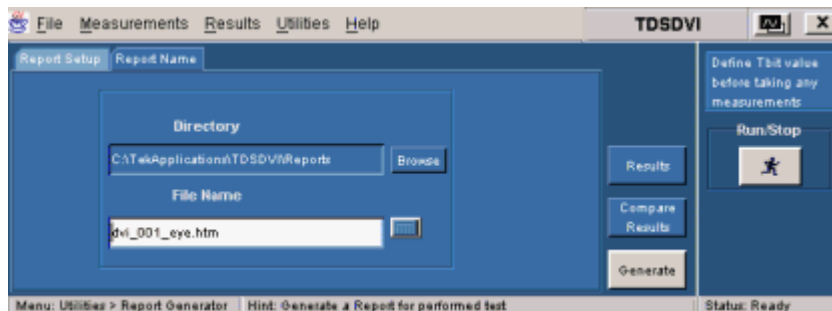 File Measurements Results Utilities Help TDSDVI
Report Setup Report Name
Define Tbit value
before taking any
measurements
Directory
Run/Stop
C:\TekApplications\TDSDVI\Reports Browse
Results
File Name
Compare
Results
dvi_001_eye.htm
Generate
Menu: Utilities > Report Generator Hint: Generate a Report for performed test Status: Ready